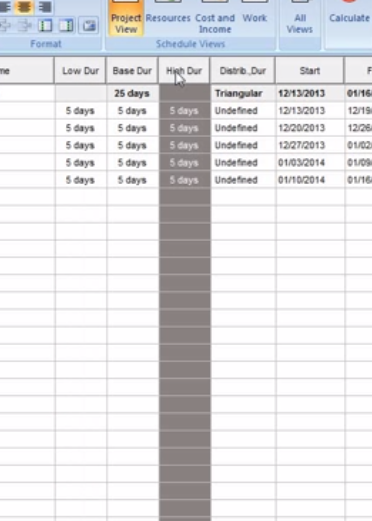 Project View Resources Cost and Income Work All Views Calculate
Format Schedule Views
me Low Dur Base Dur High Dur Distrib_Dur Start F
25 days Triangular 12/13/2013 01/16
5 days 5 days 5 days Undefined 12/13/2013 12/19
5 days 5 days 5 days Undefined 12/20/2013 12/26
5 days 5 days 5 days Undefined 12/27/2013 01/02
5 days 5 days 5 days Undefined 01/03/2014 01/09
5 days 5 days 5 days Undefined 01/10/2014 01/16